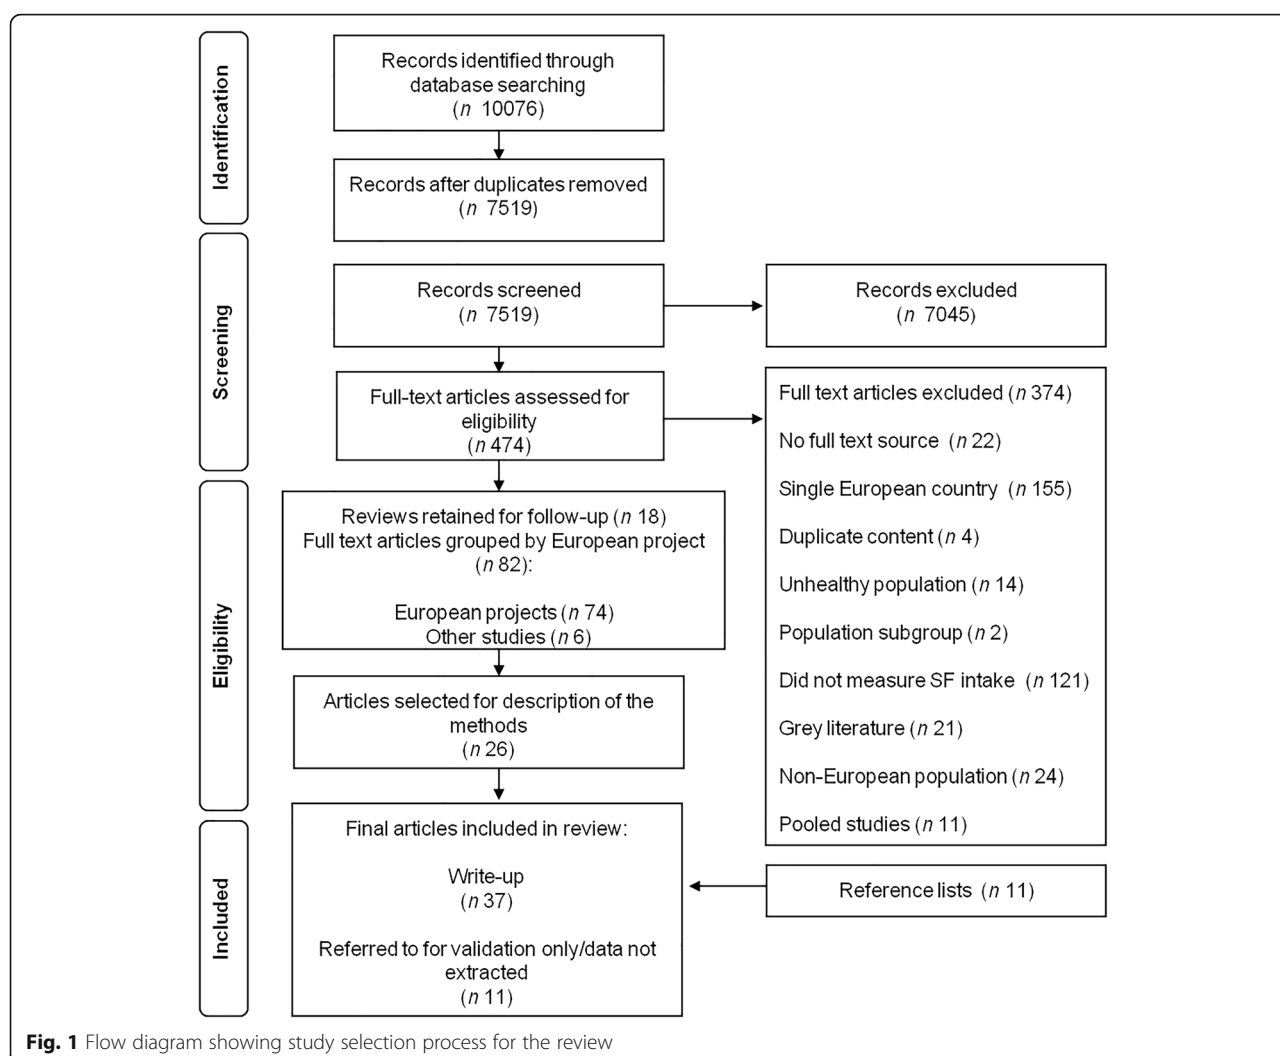 Identification
Records identified through
database searching
(n 10076)
Records after duplicates removed
(n 7519)
Screening
Records screened
(n 7519)
Records excluded
(n 7045)
Full-text articles assessed for
eligibility
(n 474)
Full text articles excluded (n 374)
No full text source (n 22)
Single European country (n 155)
Duplicate content (n 4)
Unhealthy population (n 14)
Population subgroup (n 2)
Did not measure SF intake (n 121)
Grey literature (n 21)
Non-European population (n 24)
Pooled studies (n 11)
Eligibility
Reviews retained for follow-up (n 18)
Full text articles grouped by European project
(n 82):
European projects (n 74)
Other studies (n 6)
Articles selected for description of the
methods
(n 26)
Included
Final articles included in review:
Write-up
(n 37)
Referred to for validation only/data not
extracted
(n 11)
Reference lists (n 11)
Fig. 1 Flow diagram showing study selection process for the review